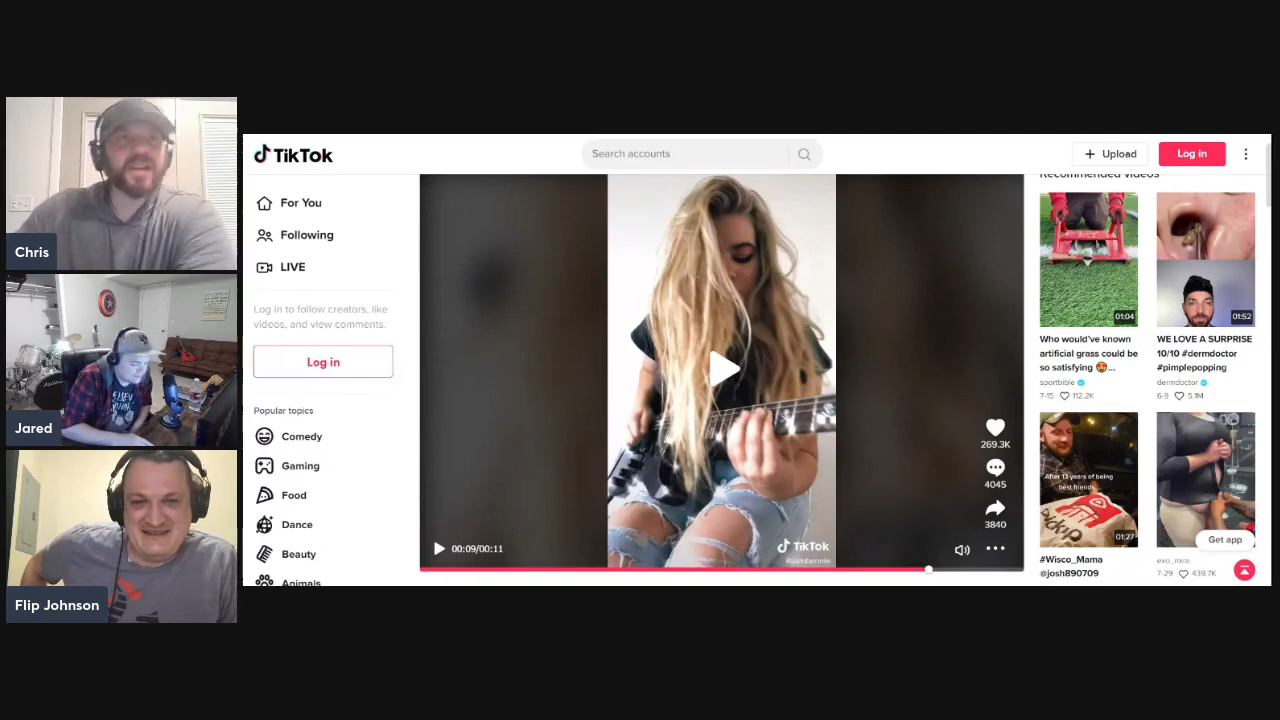 Chris
Jared
Flip Johnson
TikTok
Search accounts
Upload
Log in
For You
Following
LIVE
Log in to follow creators, like
videos, and view comments.
Log in
Popular topics
Comedy
Gaming
Food
Dance
Beauty
Animals
00:09/00:11
269.3K
4045
3840
TikTok
Recommended videos
01:04
Who would've known
artificial grass could be
so satisfying 🥰...
sportbible
7-15 112.2K
01:52
WE LOVE A SURPRISE
10/10 #dermdoctor
#pimplepopping
dermdoctor
6-9 5.1M
After 13 years of being
best friends...
01:27
#Wisco_Mama
@josh890709
Get app
exo_mira
7-29 439.7K